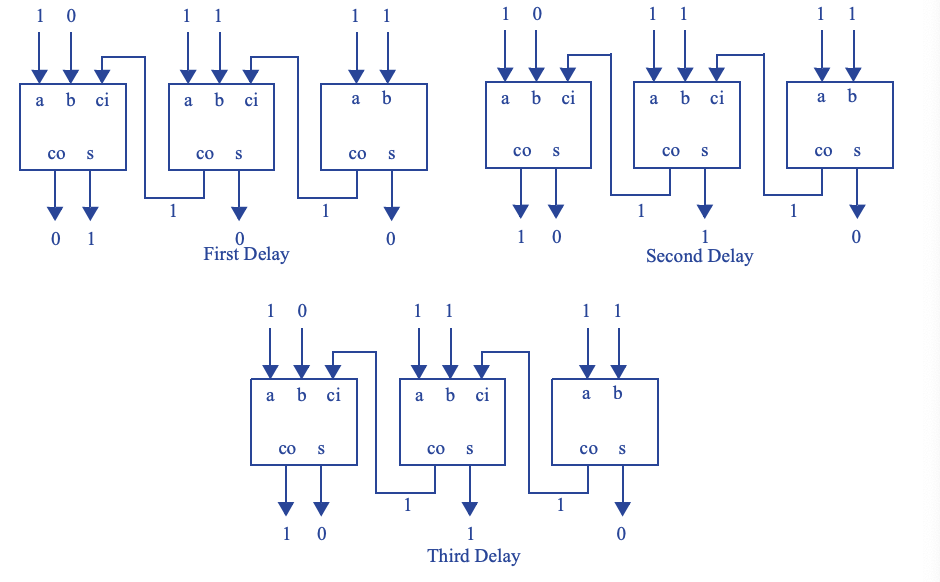 1 0 1 1 1 1
a b ci a b ci a b
co s co s co s
1 1
0 1 0 0
First Delay
1 0 1 1 1 1
a b ci a b ci a b
co s co s co s
1 1
1 0 1 0
Second Delay
1 0 1 1 1 1
a b ci a b ci a b
co s co s co s
1 1
1 0 1 0
Third Delay